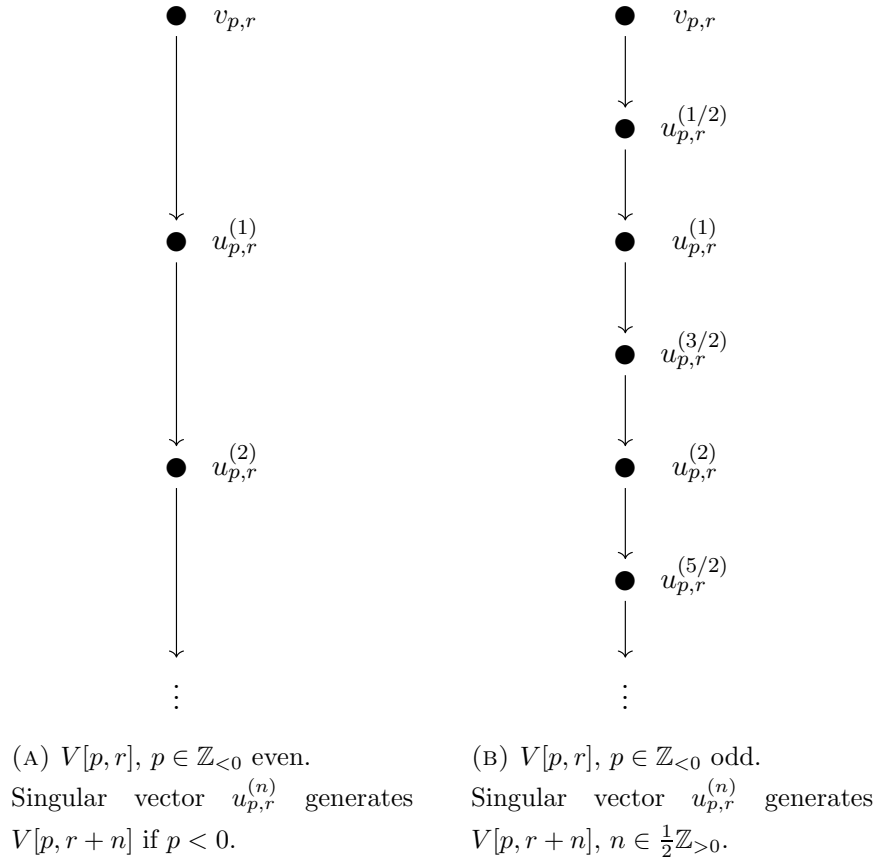 v_{p,r}
u_{p,r}^{(1)}
u_{p,r}^{(2)}
⋮
(A) V[p, r], p ∈ ℤ_{<0} even.
Singular vector u_{p,r}^{(n)} generates
V[p, r + n] if p < 0.
v_{p,r}
u_{p,r}^{(1/2)}
u_{p,r}^{(1)}
u_{p,r}^{(3/2)}
u_{p,r}^{(2)}
u_{p,r}^{(5/2)}
⋮
(B) V[p, r], p ∈ ℤ_{<0} odd.
Singular vector u_{p,r}^{(n)} generates
V[p, r + n], n ∈ ½ℤ_{>0}.